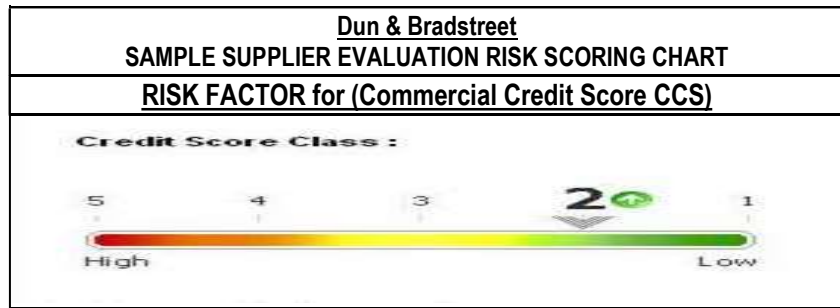 Dun & Bradstreet
SAMPLE SUPPLIER EVALUATION RISK SCORING CHART
RISK FACTOR for (Commercial Credit Score CCS)
Credit Score Class :
5 4 3 2 1
High Low